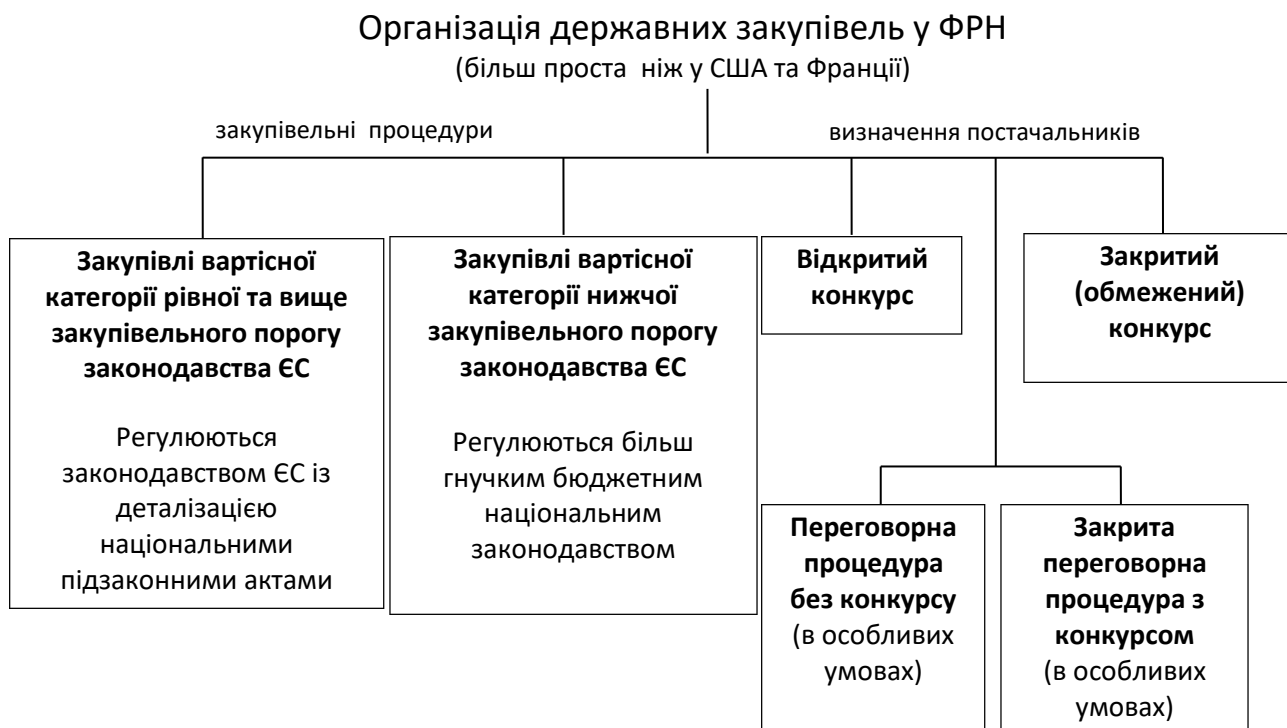 Організація державних закупівель у ФРН
(більш проста ніж у США та Франції)
закупівельні процедури
визначення постачальників
Закупівлі вартісної
категорії рівної та вище
закупівельного порогу
законодавства ЄС
Регулюються
законодавством ЄС із
деталізацією
національними
підзаконними актами
Закупівлі вартісної
категорії нижчої
закупівельного порогу
законодавства ЄС
Регулюються більш
гнучким бюджетним
національним
законодавством
Відкритий
конкурс
Закритий
(обмежений)
конкурс
Переговорна
процедура
без конкурсу
(в особливих
умовах)
Закрита
переговорна
процедура з
конкурсом
(в особливих
умовах)